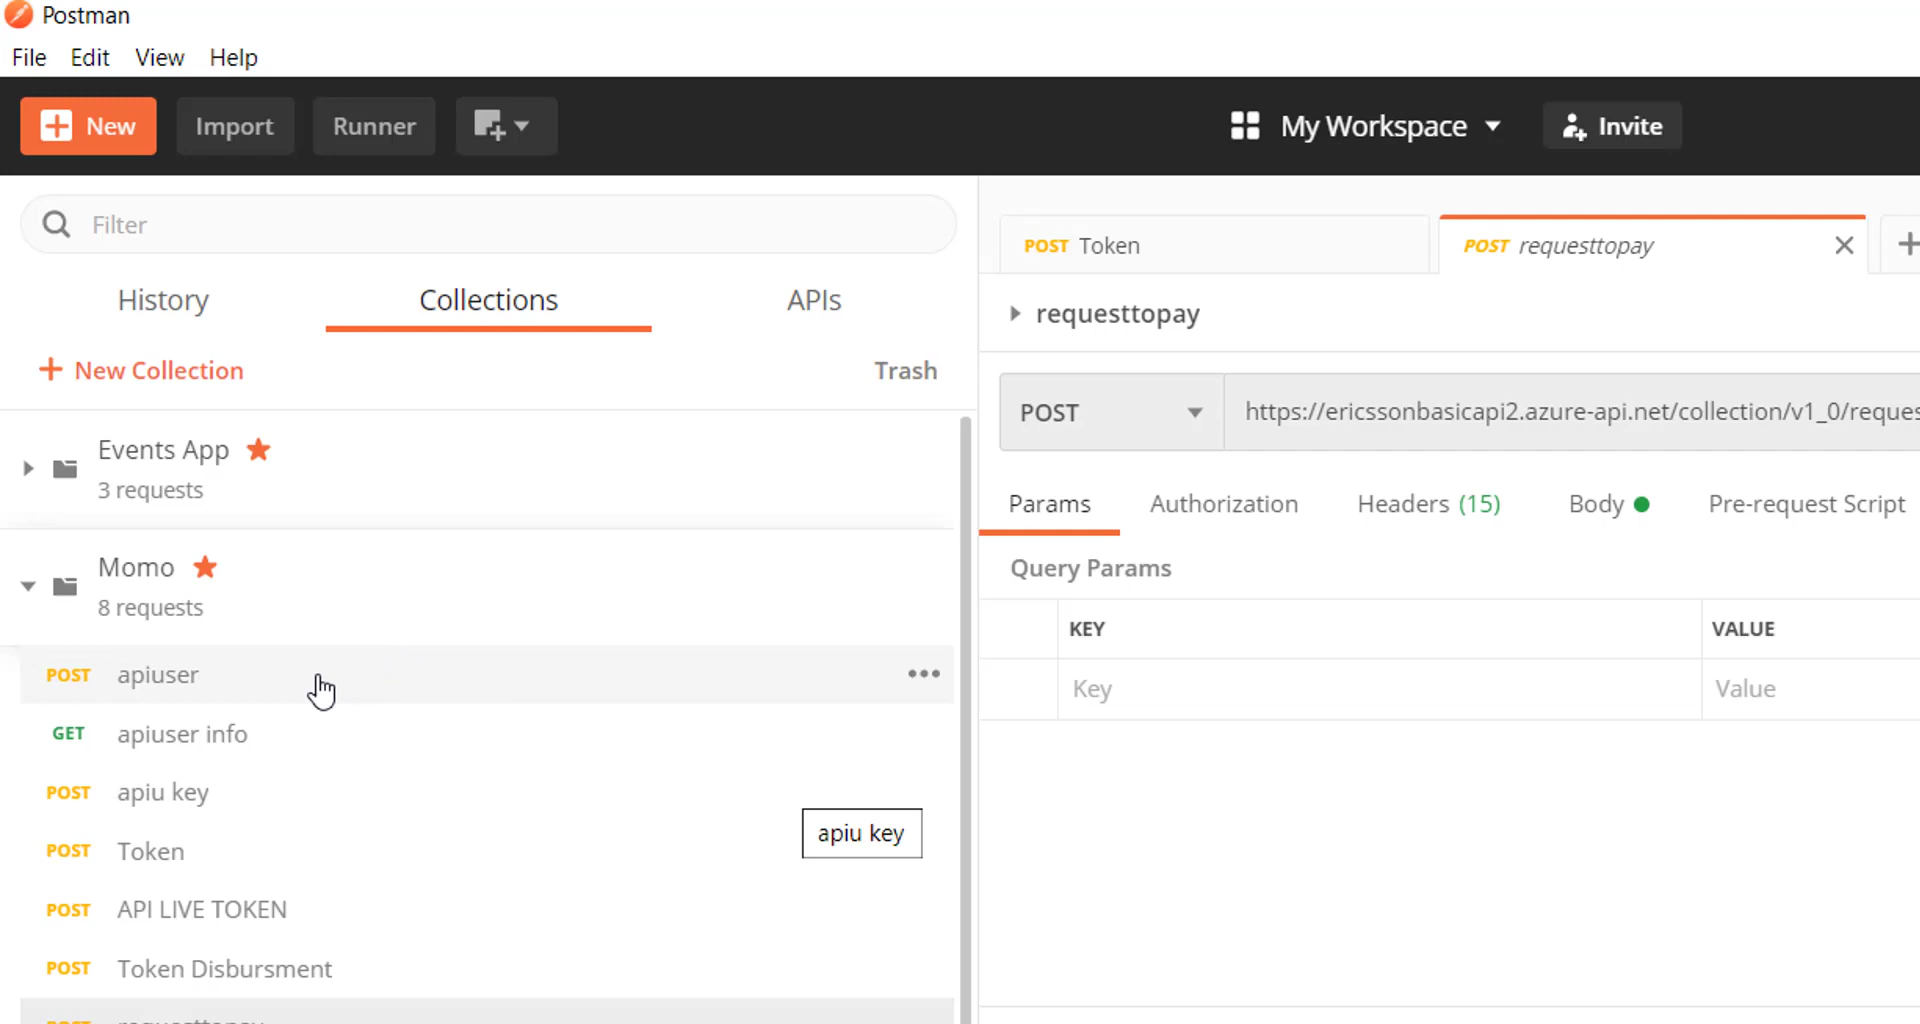 Postman
File Edit View Help
New Import Runner My Workspace Invite
Filter
History Collections APIs
New Collection Trash
Events App
3 requests
Momo
8 requests
POST apiuser
GET apiuser info
POST apiu key
apiu key
POST Token
POST API LIVE TOKEN
POST Token Disbursment
POST requesttopay
POST Token POST requesttopay
requesttopay
POST https://ericssonbasicapi2.azure-api.net/collection/v1_0/reques
Params Authorization Headers (15) Body Pre-request Script
Query Params
KEY VALUE
Key Value